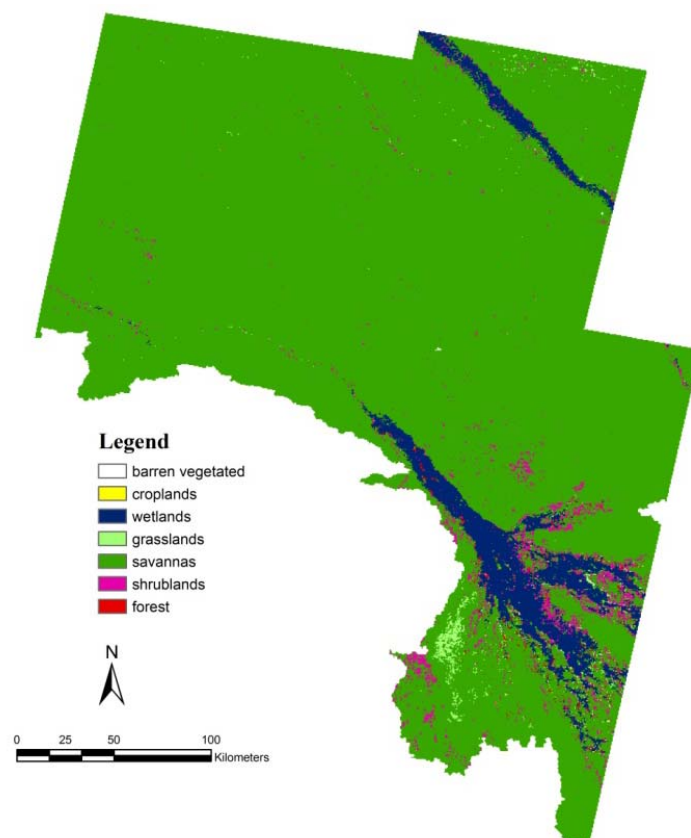 Legend
barren vegetated
croplands
wetlands
grasslands
savannas
shrublands
forest
N
0 25 50 100
Kilometers